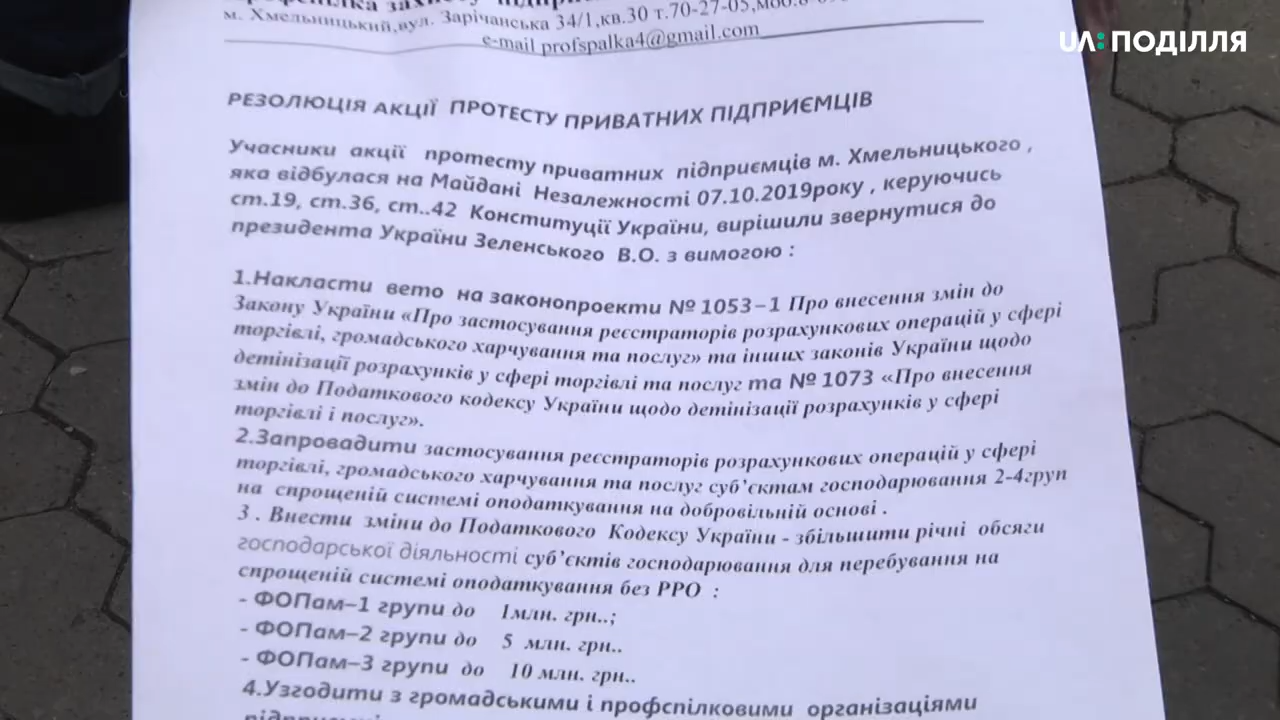 м. Хмельницький,вул. Зарічанська 34/1,кв.30 т.70-27-05,моб.8-
e-mail profspalka4@gmail.com
UA: ПОДІЛЛЯ
РЕЗОЛЮЦІЯ АКЦІЇ ПРОТЕСТУ ПРИВАТНИХ ПІДПРИЄМЦІВ
Учасники акції протесту приватних підприємців м. Хмельницького ,
яка відбулася на Майдані Незалежності 07.10.2019року , керуючись
ст.19, ст.36, ст..42 Конституції України, вирішили звернутися до
президента України Зеленського В.О. з вимогою :
1.Накласти вето на законопроекти № 1053–1 Про внесення змін до
Закону України «Про застосування реєстраторів розрахункових операцій у сфері
торгівлі, громадського харчування та послуг» та інших законів України щодо
детінізації розрахунків у сфері торгівлі та послуг та № 1073 «Про внесення
змін до Податкового кодексу України щодо детінізації розрахунків у сфері
торгівлі і послуг».
2.Запровадити застосування реєстраторів розрахункових операцій у сфері
торгівлі, громадського харчування та послуг суб’єктам господарювання 2-4груп
на спрощеній системі оподаткування на добровільній основі .
3 . Внести зміни до Податкового Кодексу України - збільшити річні обсяги
господарської діяльності суб’єктів господарювання для перебування на
спрощеній системі оподаткування без РРО :
- ФОПам–1 групи до 1млн. грн..;
- ФОПам–2 групи до 5 млн. грн..
- ФОПам–3 групи до 10 млн. грн..
4.Узгодити з громадськими і профспілковими організаціями